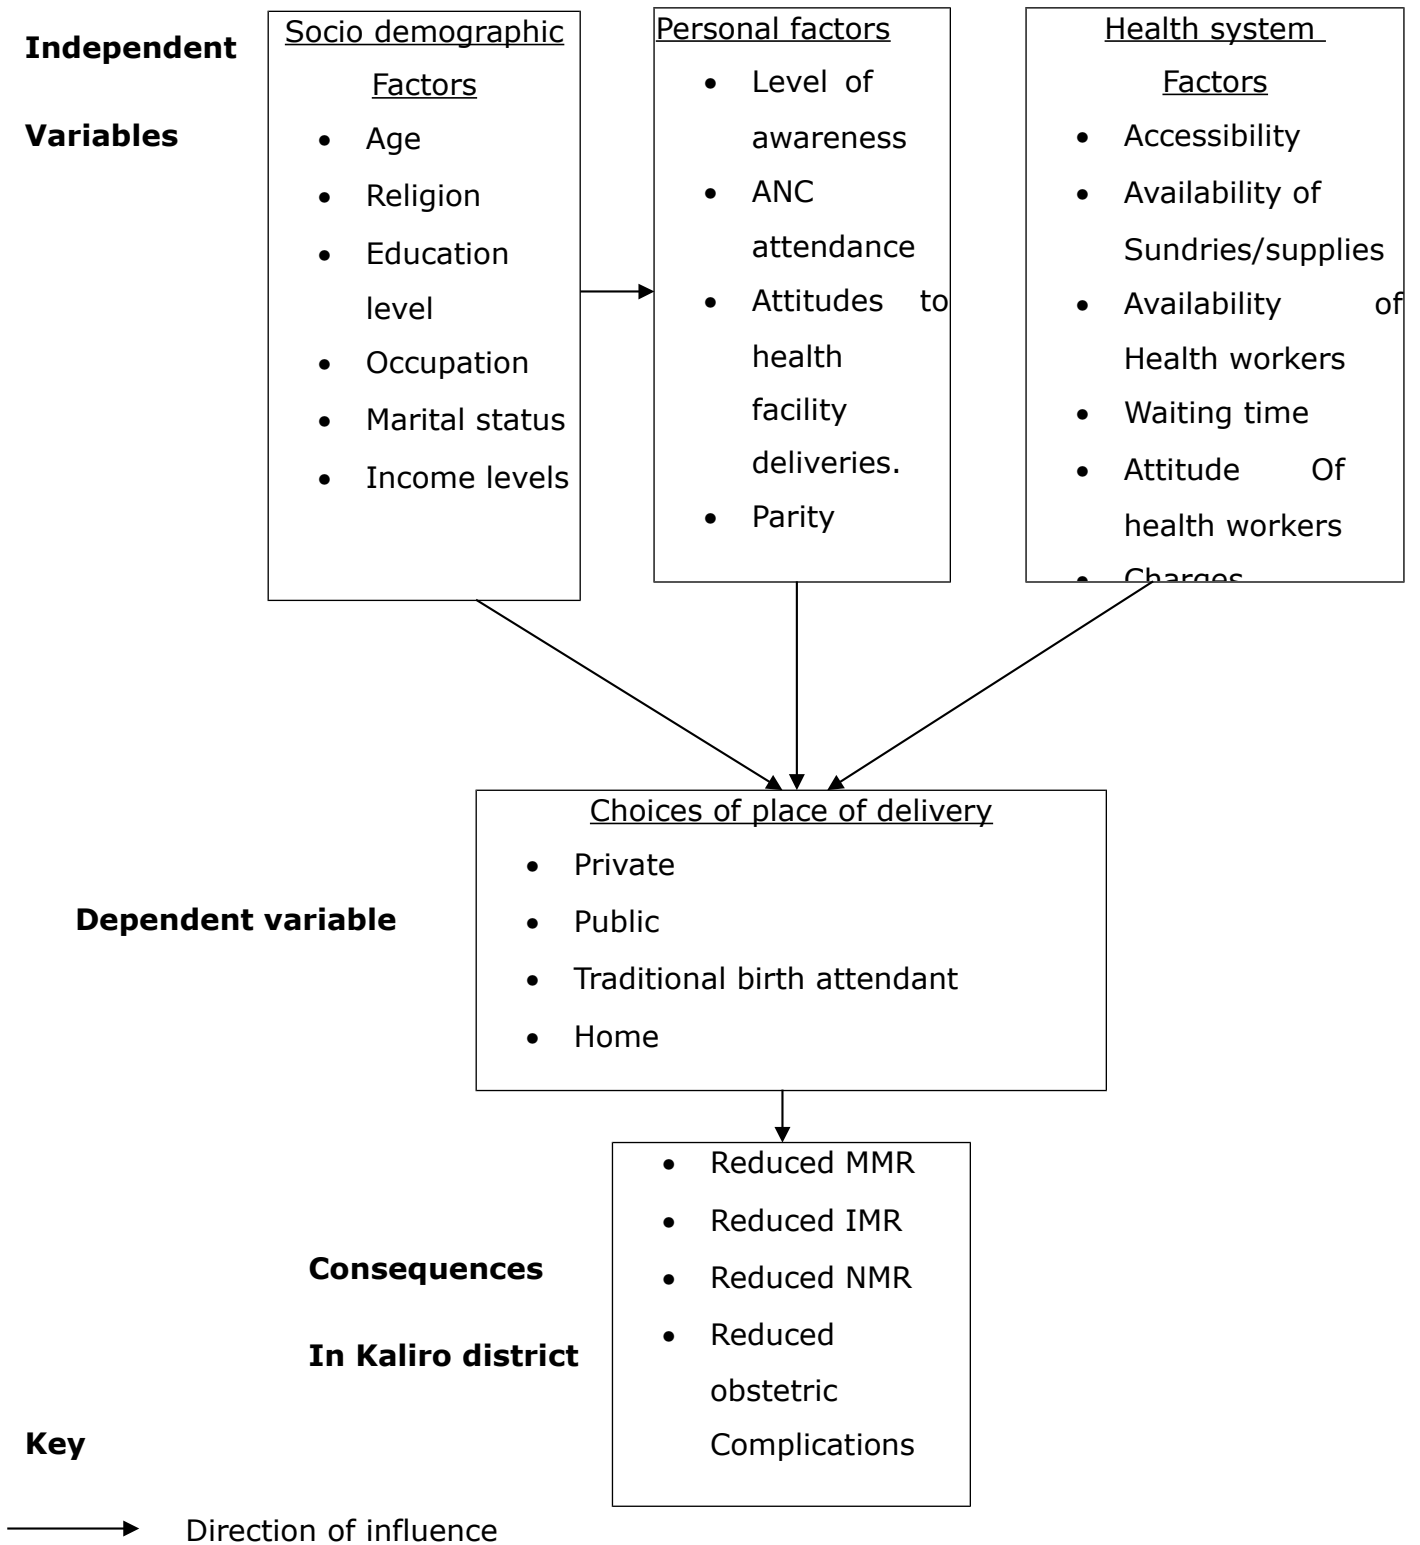 Independent
Variables
Socio demographic
Factors
• Age
• Religion
• Education
level
• Occupation
• Marital status
• Income levels
Personal factors
• Level of
awareness
• ANC
attendance
• Attitudes to
health
facility
deliveries.
• Parity
Health system
Factors
• Accessibility
• Availability of
Sundries/supplies
• Availability of
Health workers
• Waiting time
• Attitude Of
health workers
• Charges
Dependent variable
Choices of place of delivery
• Private
• Public
• Traditional birth attendant
• Home
Consequences
In Kaliro district
• Reduced MMR
• Reduced IMR
• Reduced NMR
• Reduced
obstetric
Complications
Key
Direction of influence